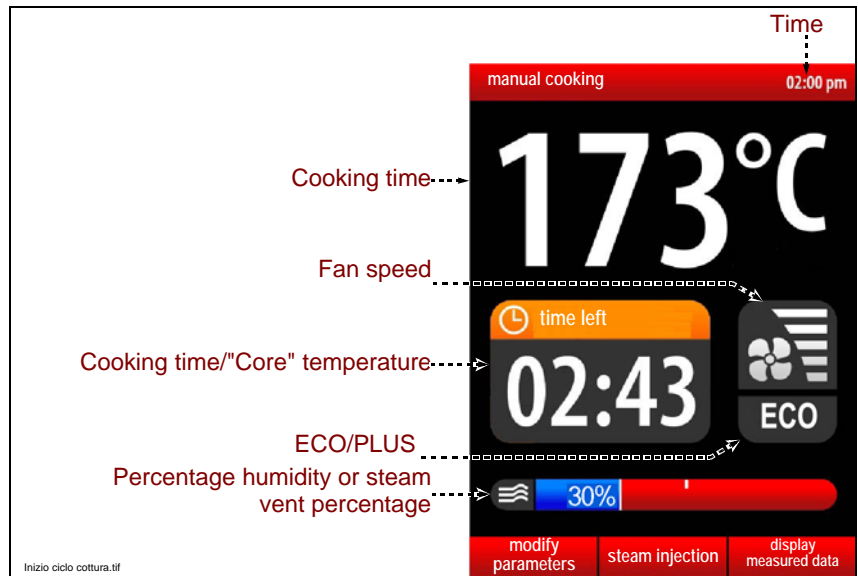 Time
manual cooking 02:00 pm
173°C
Cooking time
Fan speed
time left
Cooking time/"Core" temperature
02:43
ECO
ECO/PLUS
Percentage humidity or steam
vent percentage
30%
modify
parameters
steam injection
display
measured data
Inizio ciclo cottura.tif